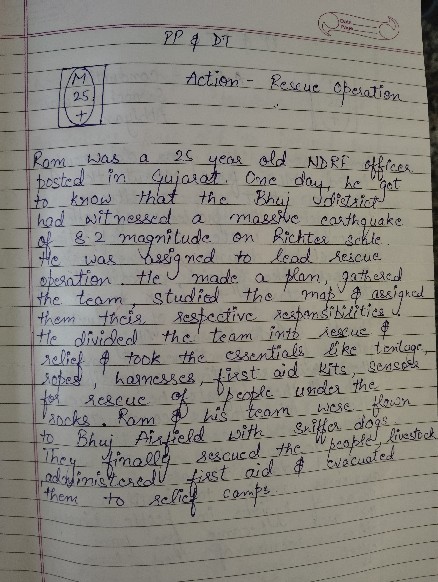 PP & DT
M
25
+
Action - Rescue Operation
Ram was a 25 year old NDRF officer
posted in Gujarat. One day, he got
to know that the Bhuj district
had witnessed a massive earthquake
of 8.2 magnitude on Richter scale.
He was assigned to lead rescue
operation. He made a plan, gathered
the team, studied the map & assigned
them their respective responsibilities.
He divided the team into rescue &
relief & took the essentials like tentage,
ropes, harnesses, first aid kits, sensors
for rescue of people under the
rocks. Ram & his team were flown
to Bhuj Airfield with sniffer dogs.
They finally rescued the people, livestock
administered first aid & evacuated
them to relief camps